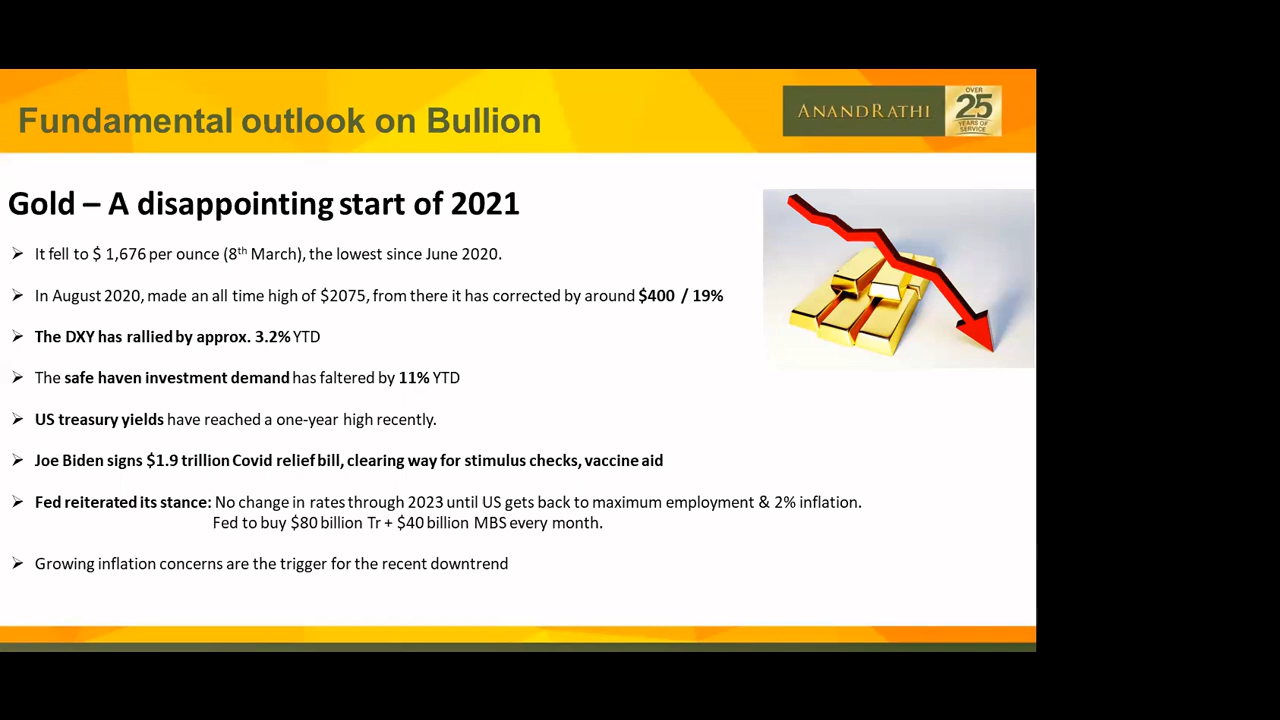 Fundamental outlook on Bullion
ANANDRATHI
OVER
25
YEARS OF
SERVICE
Gold – A disappointing start of 2021
➢ It fell to $ 1,676 per ounce (8th March), the lowest since June 2020.
➢ In August 2020, made an all time high of $2075, from there it has corrected by around $400 / 19%
➢ The DXY has rallied by approx. 3.2% YTD
➢ The safe haven investment demand has faltered by 11% YTD
➢ US treasury yields have reached a one-year high recently.
➢ Joe Biden signs $1.9 trillion Covid relief bill, clearing way for stimulus checks, vaccine aid
➢ Fed reiterated its stance: No change in rates through 2023 until US gets back to maximum employment & 2% inflation.
Fed to buy $80 billion Tr + $40 billion MBS every month.
➢ Growing inflation concerns are the trigger for the recent downtrend